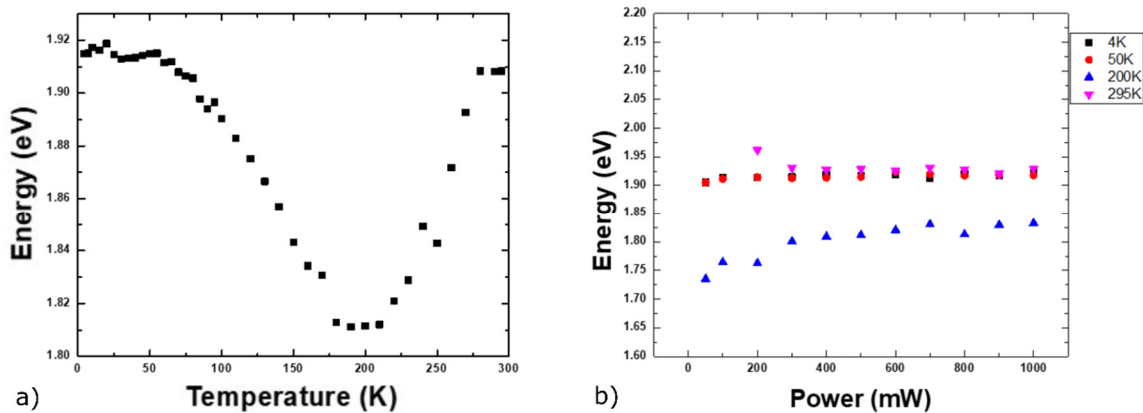 1.92
1.90
1.88
1.86
1.84
1.82
1.80
Energy (eV)
0 50 100 150 200 250 300
Temperature (K)
a)
2.20
2.15
2.10
2.05
2.00
1.95
1.90
1.85
1.80
1.75
1.70
1.65
1.60
Energy (eV)
0 200 400 600 800 1000
Power (mW)
b)
4K
50K
200K
295K